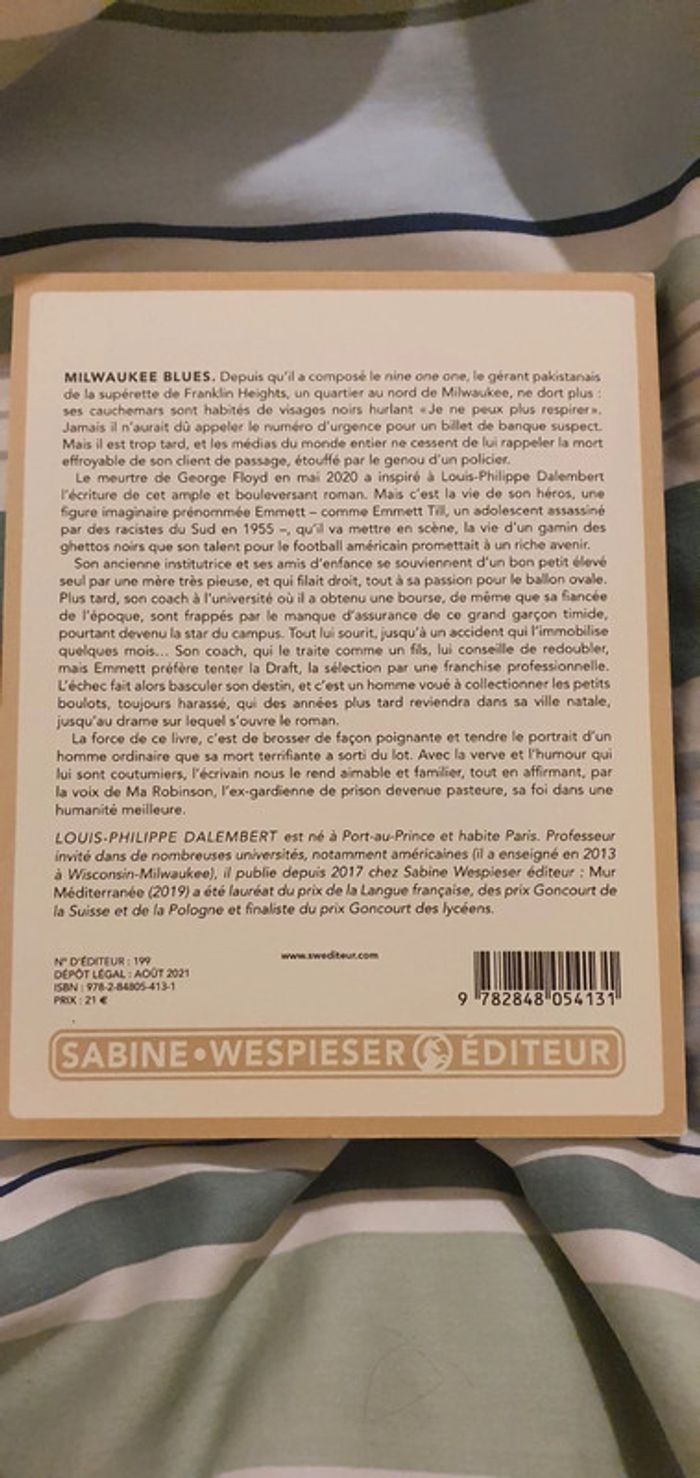 MILWAUKEE BLUES. Depuis qu'il a composé le nine one one, le gérant pakistanais
de la supérette de Franklin Heights, un quartier au nord de Milwaukee, ne dort plus :
ses cauchemars sont habités de visages noirs hurlant « Je ne peux plus respirer ».
Jamais il n'aurait dû appeler le numéro d'urgence pour un billet de banque suspect.
Mais il est trop tard, et les médias du monde entier ne cessent de lui rappeler la mort
effroyable de son client de passage, étouffé par le genou d'un policier.
Le meurtre de George Floyd en mai 2020 a inspiré à Louis-Philippe Dalembert
l'écriture de cet ample et bouleversant roman. Mais c'est la vie de son héros, une
figure imaginaire prénommée Emmett – comme Emmett Till, un adolescent assassiné
par des racistes du Sud en 1955 –, qu'il va mettre en scène, la vie d'un gamin des
ghettos noirs que son talent pour le football américain promettait à un riche avenir.
Son ancienne institutrice et ses amis d'enfance se souviennent d'un bon petit élevé
seul par une mère très pieuse, et qui filait droit, tout à sa passion pour le ballon ovale.
Plus tard, son coach à l'université où il a obtenu une bourse, de même que sa fiancée
de l'époque, sont frappés par le manque d'assurance de ce grand garçon timide,
pourtant devenu la star du campus. Tout lui sourit, jusqu'à un accident qui l'immobilise
quelques mois... Son coach, qui le traite comme un fils, lui conseille de redoubler,
mais Emmett préfère tenter la Draft, la sélection par une franchise professionnelle.
L'échec fait alors basculer son destin, et c'est un homme voué à collectionner les petits
boulots, toujours harassé, qui des années plus tard reviendra dans sa ville natale,
jusqu'au drame sur lequel s'ouvre le roman.
La force de ce livre, c'est de brosser de façon poignante et tendre le portrait d'un
homme ordinaire que sa mort terrifiante a sorti du lot. Avec la verve et l'humour qui
lui sont coutumiers, l'écrivain nous le rend aimable et familier, tout en affirmant, par
la voix de Ma Robinson, l'ex-gardienne de prison devenue pasteure, sa foi dans une
humanité meilleure.
LOUIS-PHILIPPE DALEMBERT est né à Port-au-Prince et habite Paris. Professeur
invité dans de nombreuses universités, notamment américaines (il a enseigné en 2013
à Wisconsin-Milwaukee), il publie depuis 2017 chez Sabine Wespieser éditeur : Mur
Méditerranée (2019) a été lauréat du prix de la Langue française, des prix Goncourt de
la Suisse et de la Pologne et finaliste du prix Goncourt des lycéens.
N° D'ÉDITEUR : 199
DÉPÔT LÉGAL : AOÛT 2021
ISBN : 978-2-84805-413-1
PRIX : 21 €
www.swediteur.com
9 782848 054131
SABINE•WESPIESER ÉDITEUR